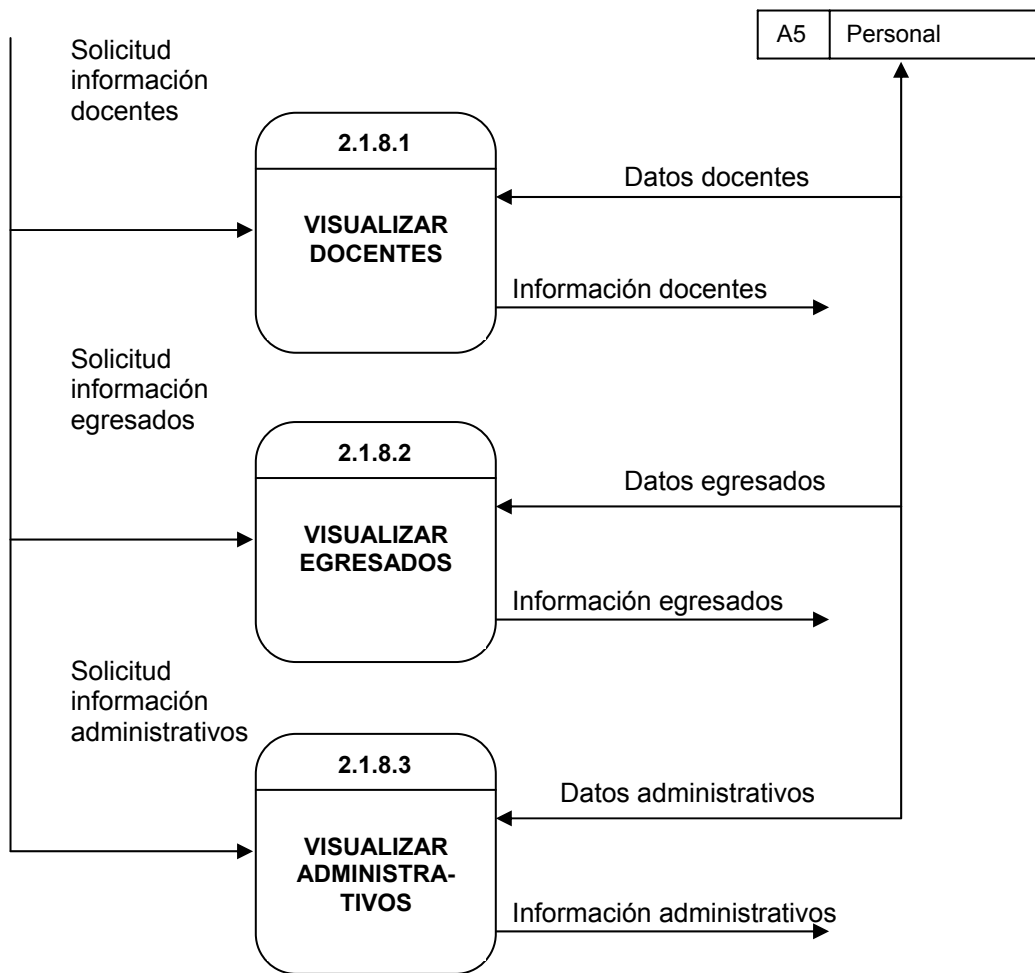 A5 Personal
Solicitud
información
docentes
2.1.8.1
VISUALIZAR
DOCENTES
Datos docentes
Información docentes
Solicitud
información
egresados
2.1.8.2
VISUALIZAR
EGRESADOS
Datos egresados
Información egresados
Solicitud
información
administrativos
2.1.8.3
VISUALIZAR
ADMINISTRA-
TIVOS
Datos administrativos
Información administrativos